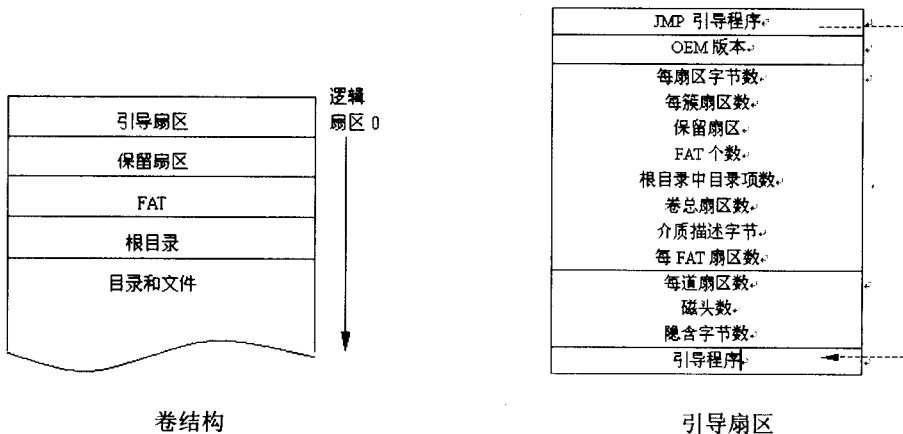 引导扇区
保留扇区
FAT
根目录
目录和文件
逻辑
扇区 0
卷结构
JMP 引导程序
OEM 版本
每扇区字节数
每簇扇区数
保留扇区
FAT 个数
根目录中目录项数
卷总扇区数
介质描述字节
每 FAT 扇区数
每道扇区数
磁头数
隐含字节数
引导程序
引导扇区